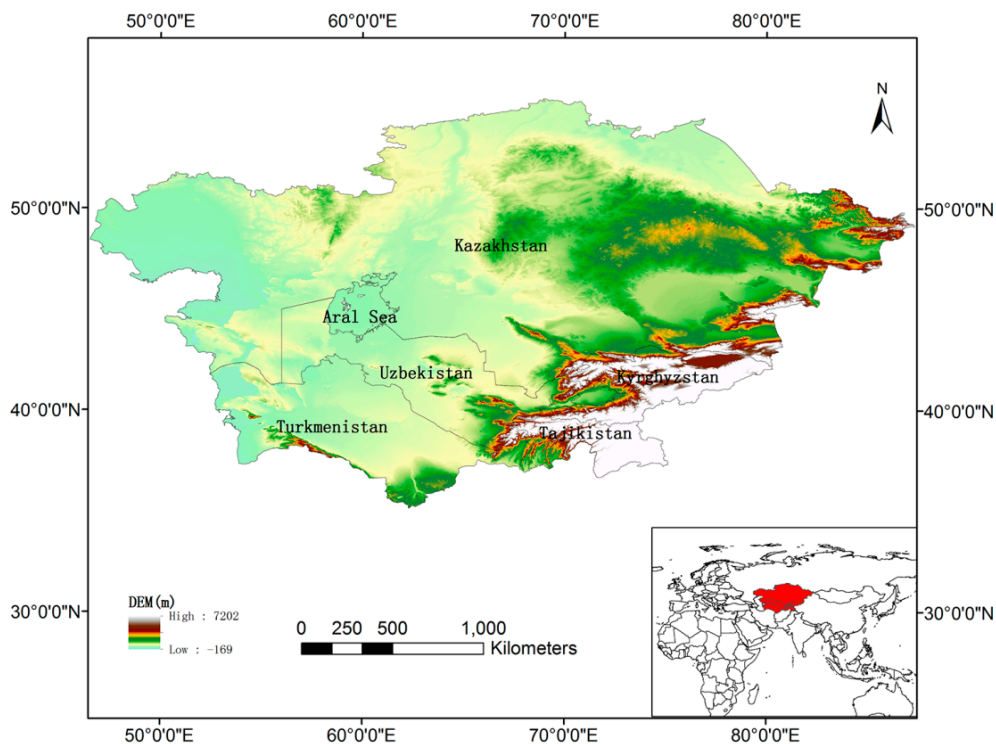 50°0'0"E 60°0'0"E 70°0'0"E 80°0'0"E
N
50°0'0"N 50°0'0"N
Kazakhstan
Aral Sea
Uzbekistan
Kyrghyzstan
40°0'0"N 40°0'0"N
Turkmenistan
Tajikistan
30°0'0"N 30°0'0"N
DEM(m)
High : 7202
Low : -169
0 250 500 1,000
Kilometers
50°0'0"E 60°0'0"E 70°0'0"E 80°0'0"E